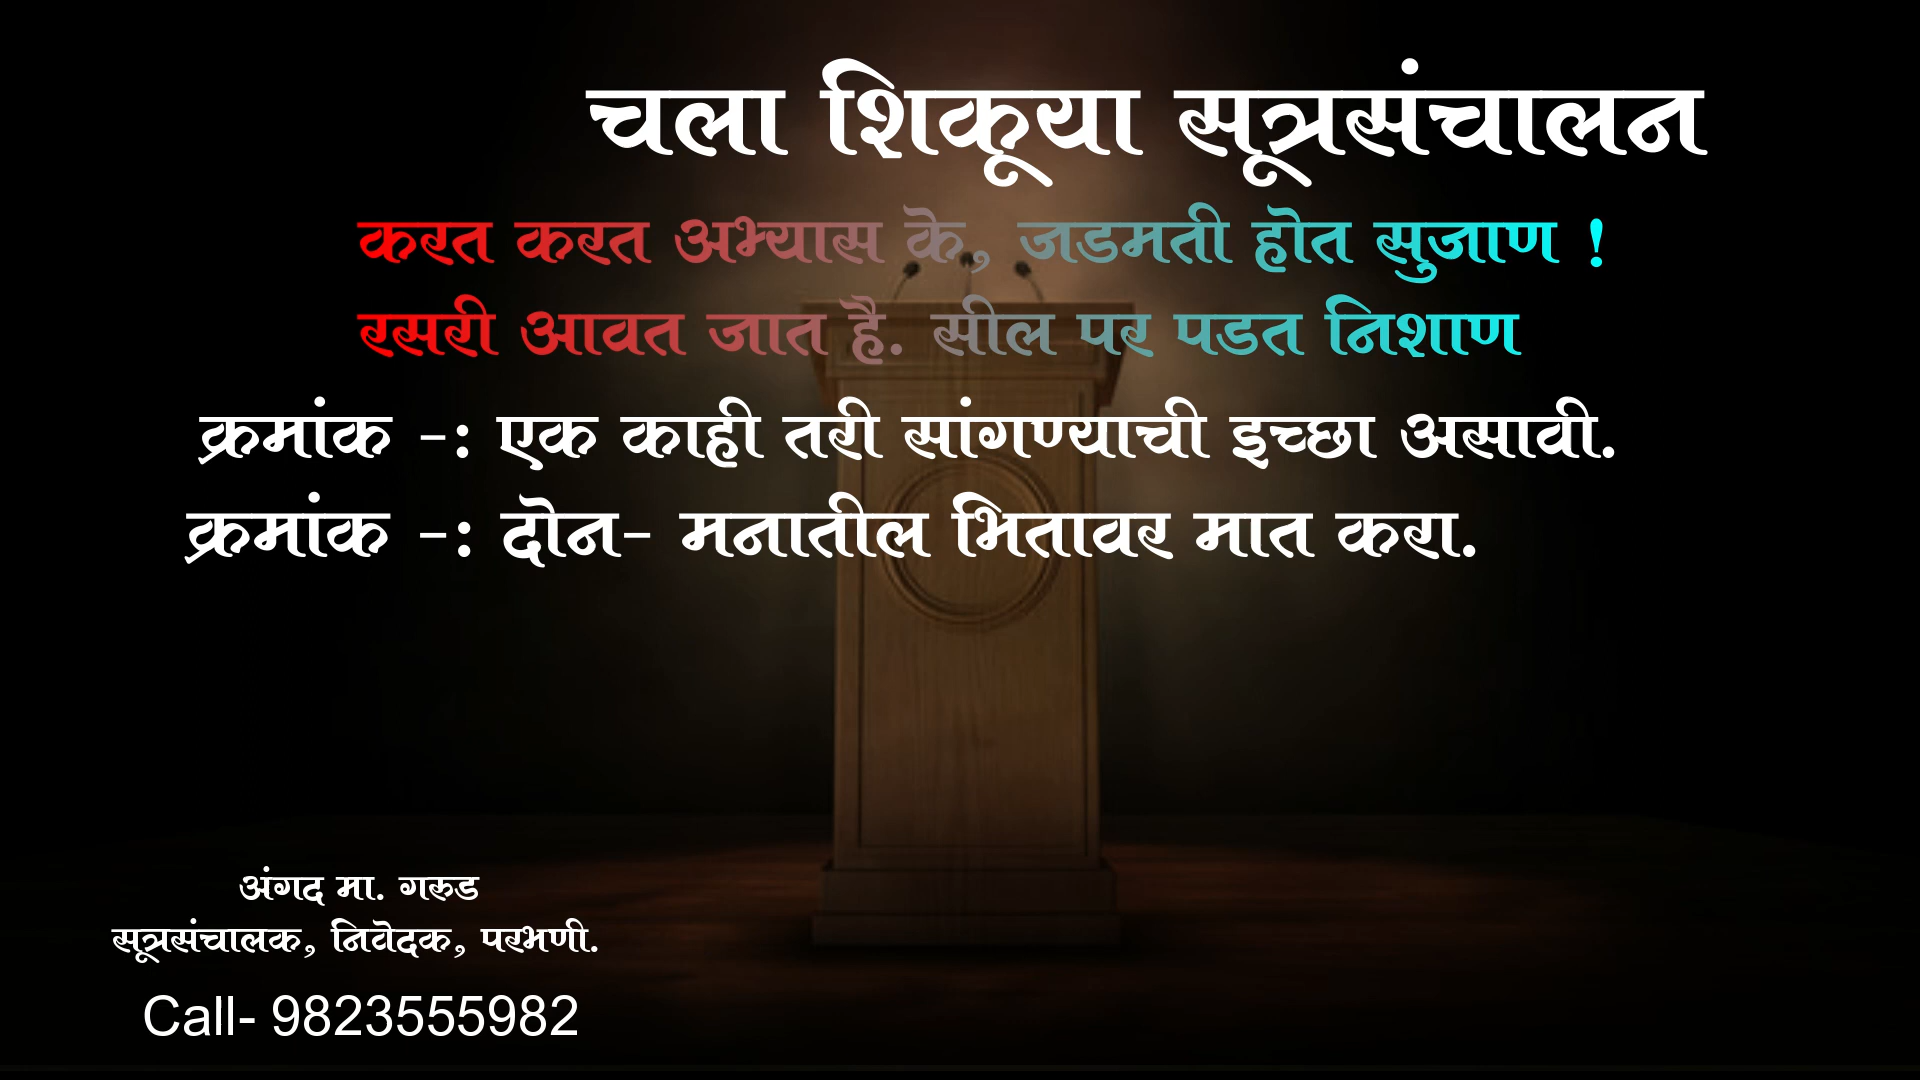 चला शिकूया सूत्रसंचालन
करत करत अभ्यास के, जडमती होत सुजाण !
रसरी आवत जात है. सील पर पडत निशाण
क्रमांक -: एक काही तरी सांगण्याची इच्छा असावी.
क्रमांक -: दोन- मनातील भितावर मात करा.
अंगद मा. गरुड
सूत्रसंचालक, निवेदक, परभणी.
Call- 9823555982